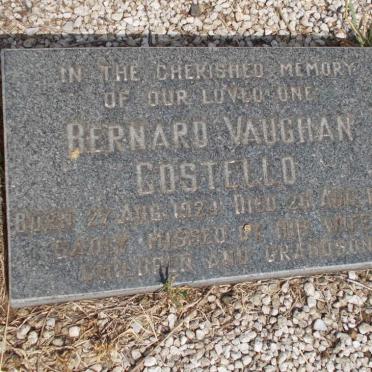 IN THE CHERISHED MEMORY
OF OUR LOVED ONE
BERNARD VAUGHAN
COSTELLO
BORN 27 AUG 1929 DIED 20 AUG
SADLY MISSED BY HIS WIFE
CHILDREN AND GRANDSON